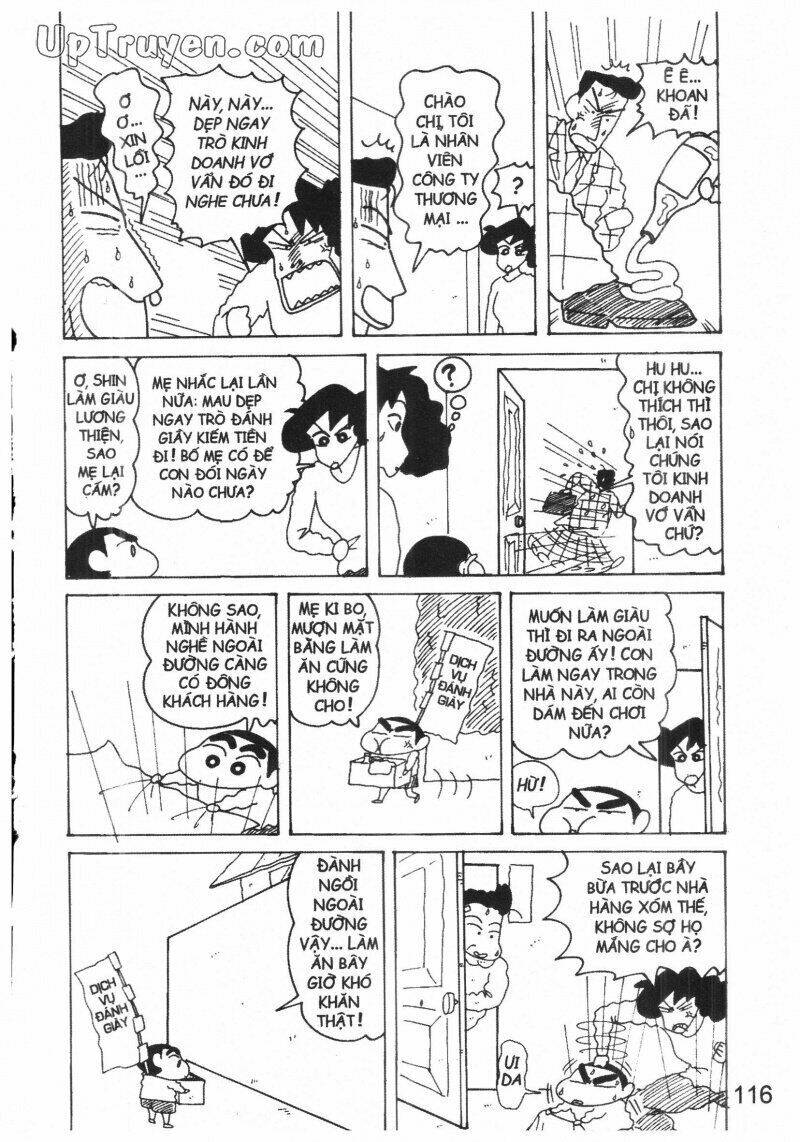 UpTruyen.com
Ê Ê...
KHOAN
ĐÃ!
?
CHÀO
CHỊ, TÔI
LÀ NHÂN
VIÊN
CÔNG TY
THƯƠNG
MẠI ...
NÀY, NÀY...
DẸP NGAY
TRÒ KINH
DOANH VỚ
VẨN ĐÓ ĐI
NGHE CHƯA!
Ơ
Ơ...
XIN
LỖI
...
HU HU...
CHỊ KHÔNG
THÍCH THÌ
THÔI, SAO
LẠI NÓI
CHÚNG
TÔI KINH
DOANH
VỚ VẨN
CHỨ?
?
MẸ NHẮC LẠI LẦN
NỮA: MAU DẸP
NGAY TRÒ ĐÁNH
GIẦY KIẾM TIỀN
ĐI! BỐ MẸ CÓ ĐỂ
CON ĐÓI NGÀY
NÀO CHƯA?
Ơ, SHIN
LÀM GIÀU
LƯƠNG
THIỆN,
SAO
MẸ LẠI
CẤM?
MUỐN LÀM GIÀU
THÌ ĐI RA NGOÀI
ĐƯỜNG ẤY! CON
LÀM NGAY TRONG
NHÀ NÀY, AI CÒN
DÁM ĐẾN CHƠI
NỮA?
HỪ!
MẸ KI BO,
MƯỢN MẶT
BẰNG LÀM
ĂN CŨNG
KHÔNG
CHO!
DỊCH
VỤ
ĐÁNH
GIÀY
KHÔNG SAO,
MÌNH HÀNH
NGHỀ NGOÀI
ĐƯỜNG CÀNG
CÓ ĐÔNG
KHÁCH HÀNG!
SAO LẠI BẦY
BỪA TRƯỚC NHÀ
HÀNG XÓM THẾ,
KHÔNG SỢ HỌ
MẮNG CHO À?
UI
DA
ĐÀNH
NGỒI
NGOÀI
ĐƯỜNG
VẬY... LÀM
ĂN BÂY
GIỜ KHÓ
KHĂN
THẬT!
DỊCH
VỤ
ĐÁNH
GIÀY
116